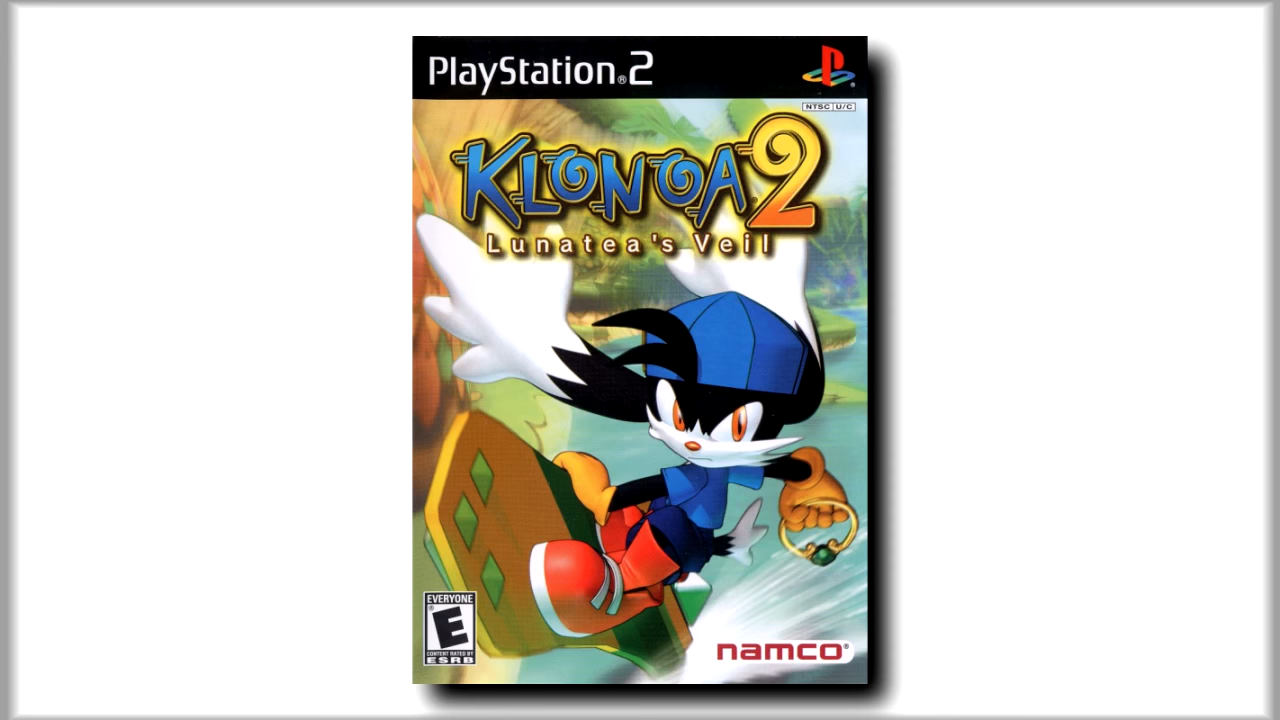 PlayStation®2
NTSC U/C
KLONOA 2
Lunatea's Veil
EVERYONE
E
CONTENT RATED BY
ESRB
namco®